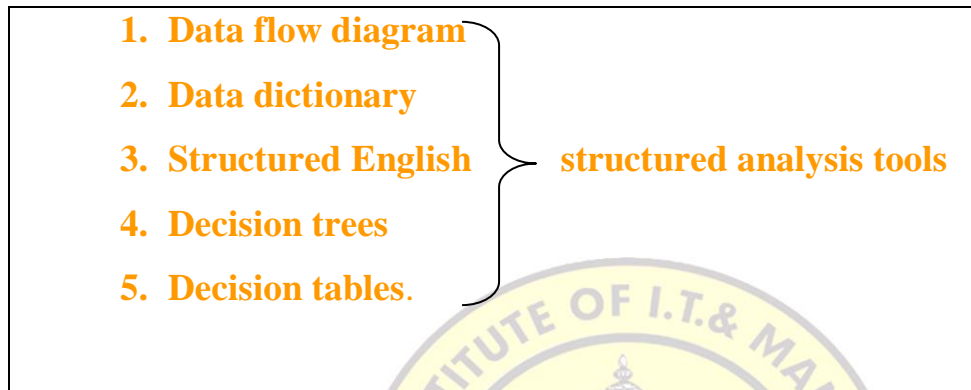 1. Data flow diagram
2. Data dictionary
3. Structured English
structured analysis tools
4. Decision trees
5. Decision tables.
OF I.T.&